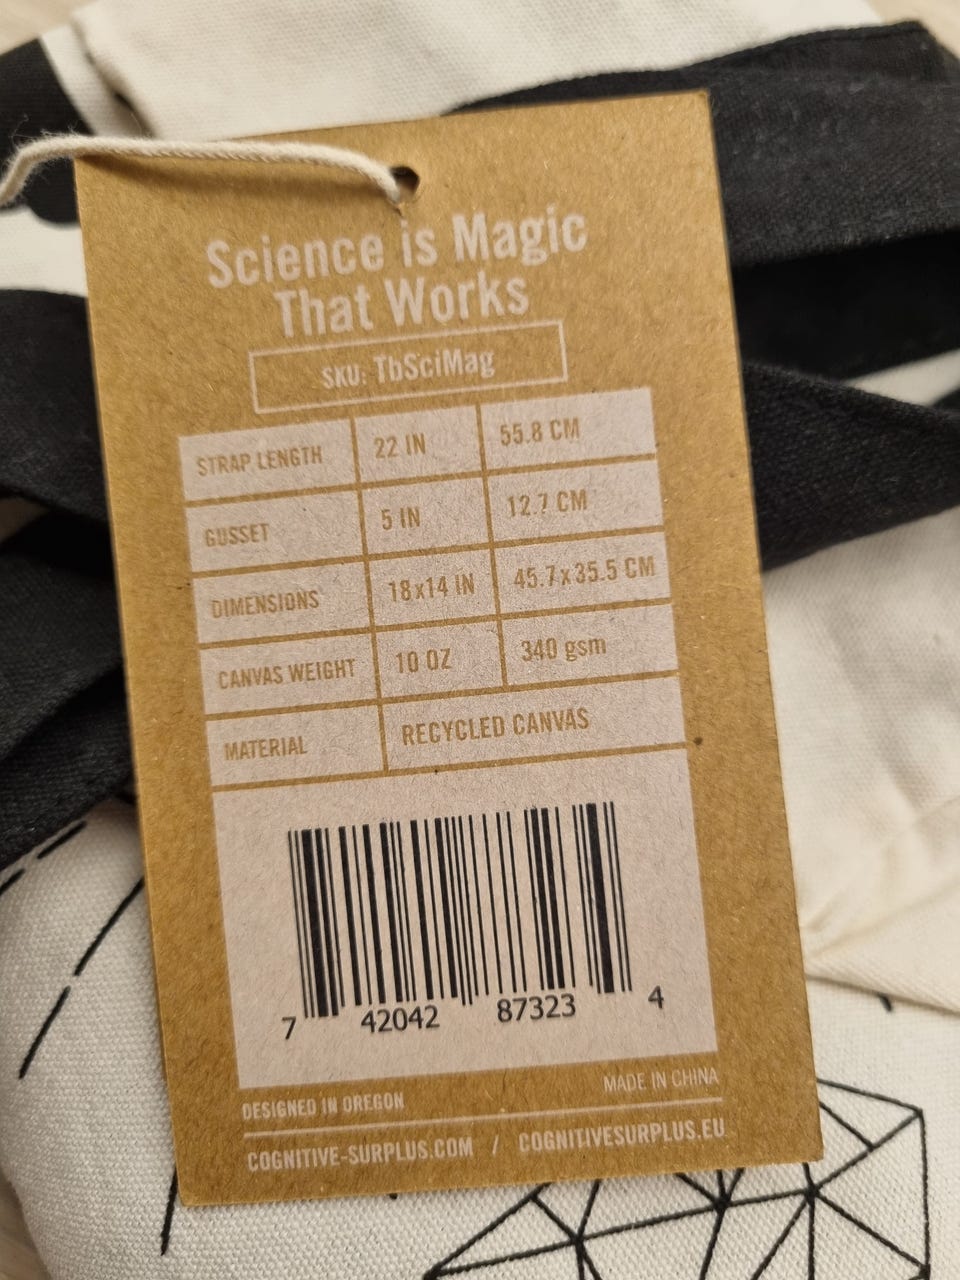 Science is Magic
That Works
SKU: TbSciMag
STRAP LENGTH 22 IN 55.8 CM
GUSSET 5 IN 12.7 CM
DIMENSIONS 18x14 IN 45.7x35.5 CM
CANVAS WEIGHT 10 OZ 340 gsm
MATERIAL RECYCLED CANVAS
7 42042 87323 4
DESIGNED IN OREGON MADE IN CHINA
COGNITIVE-SURPLUS.COM / COGNITIVESURPLUS.EU